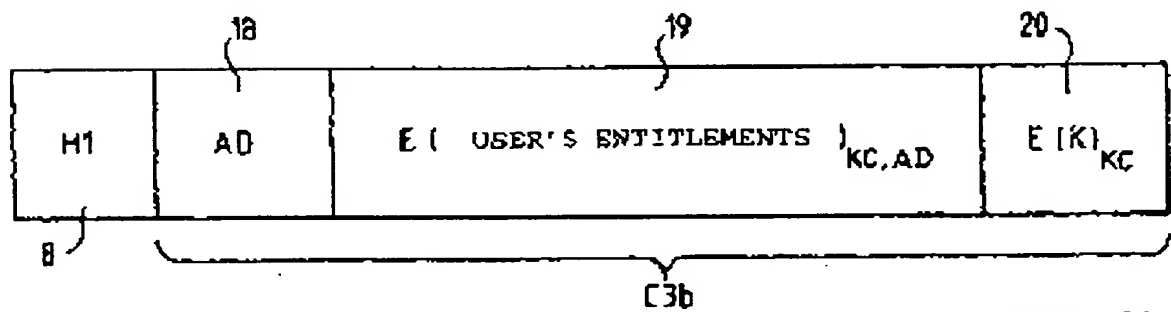 18 19 20
H1 AD E ( USER'S ENTITLEMENTS )KC,AD E (K)KC
8
C3b